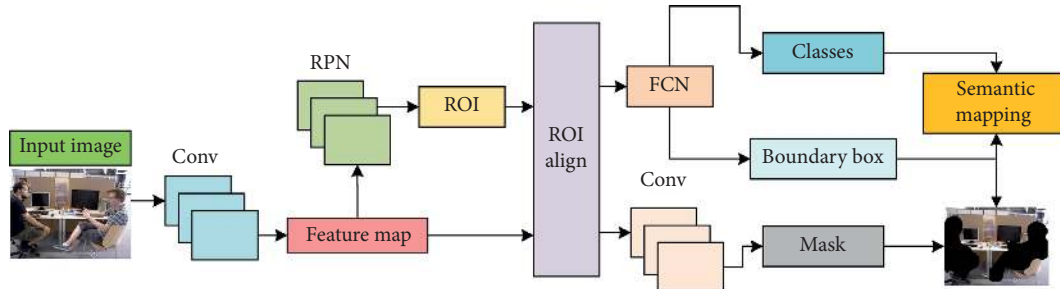 Input image
Conv
RPN
Feature map
ROI
ROI
align
FCN
Conv
Classes
Boundary box
Mask
Semantic
mapping